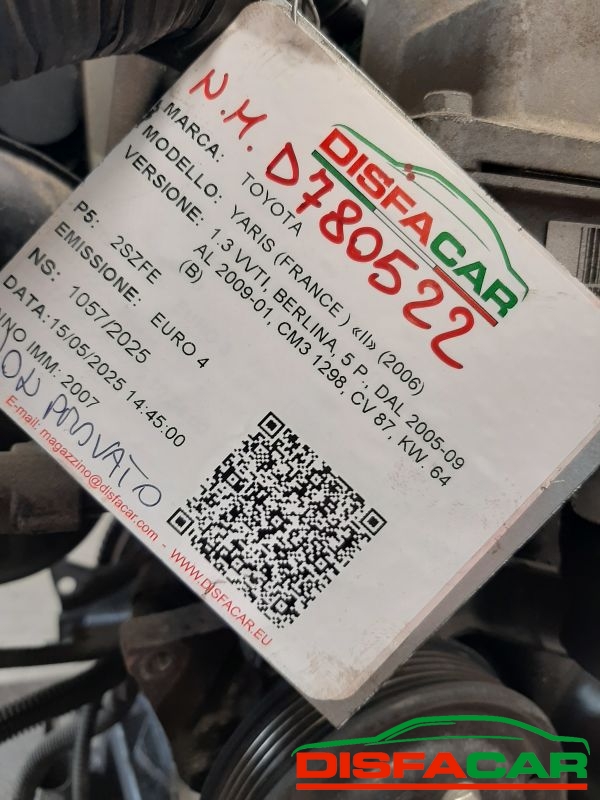 N.M. D780522
DISFACAR
MARCA: TOYOTA
MODELLO: YARIS (FRANCE ) «II» (2006)
VERSIONE: 1.3 VVTI, BERLINA, 5 P., DAL 2005-09
AL 2009-01, CM3 1298, CV 87, KW. 64
(B)
P5: 2SZFE
EMISSIONE: EURO 4
NS: 1057/2025
DATA: 15/05/2025 14:45:00
NNO IMM: 2007
NON PROVATO
E-mail: magazzino@disfacar.com - WWW.DISFACAR.EU
DISFACAR